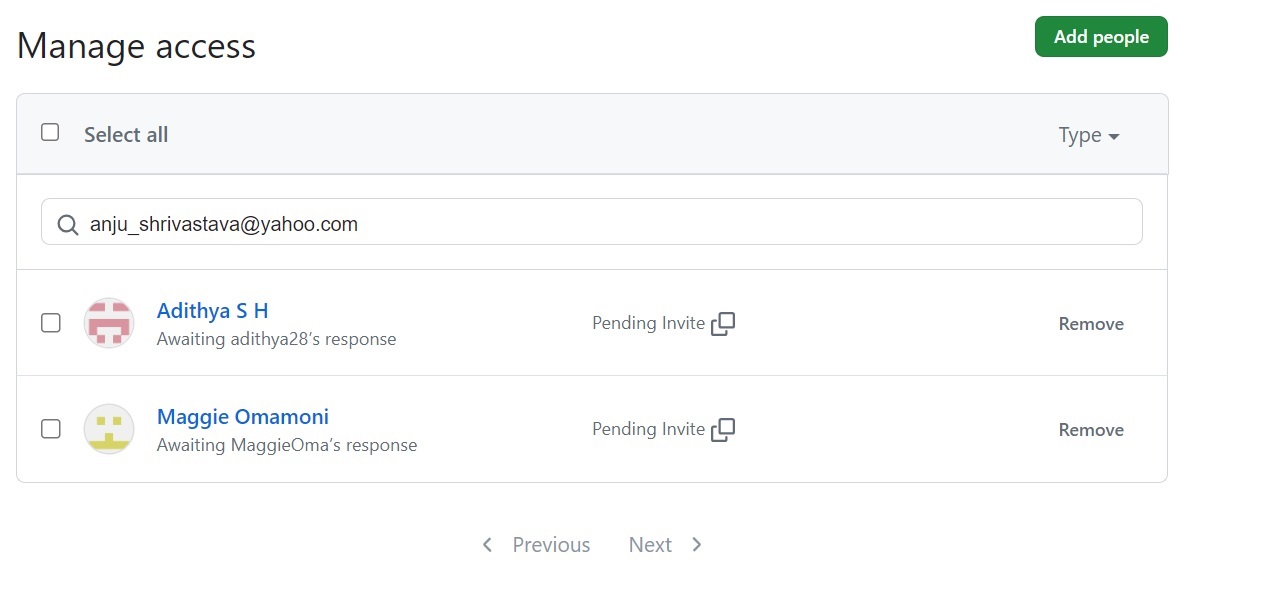 Manage access
Add people
Select all
Type
anju_shrivastava@yahoo.com
Adithya S H
Awaiting adithya28’s response
Pending Invite
Remove
Maggie Omamoni
Awaiting MaggieOma’s response
Pending Invite
Remove
Previous Next